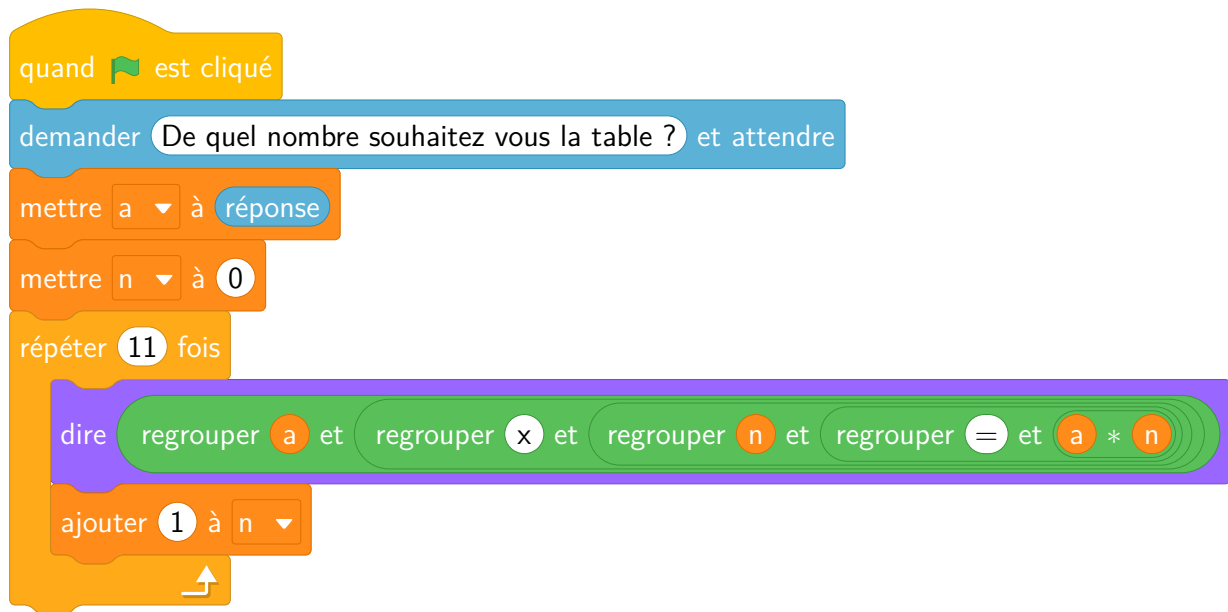 quand est cliqué
demander De quel nombre souhaitez vous la table ? et attendre
mettre a à réponse
mettre n à 0
répéter 11 fois
dire regrouper a et regrouper x et regrouper n et regrouper = et a * n
ajouter 1 à n